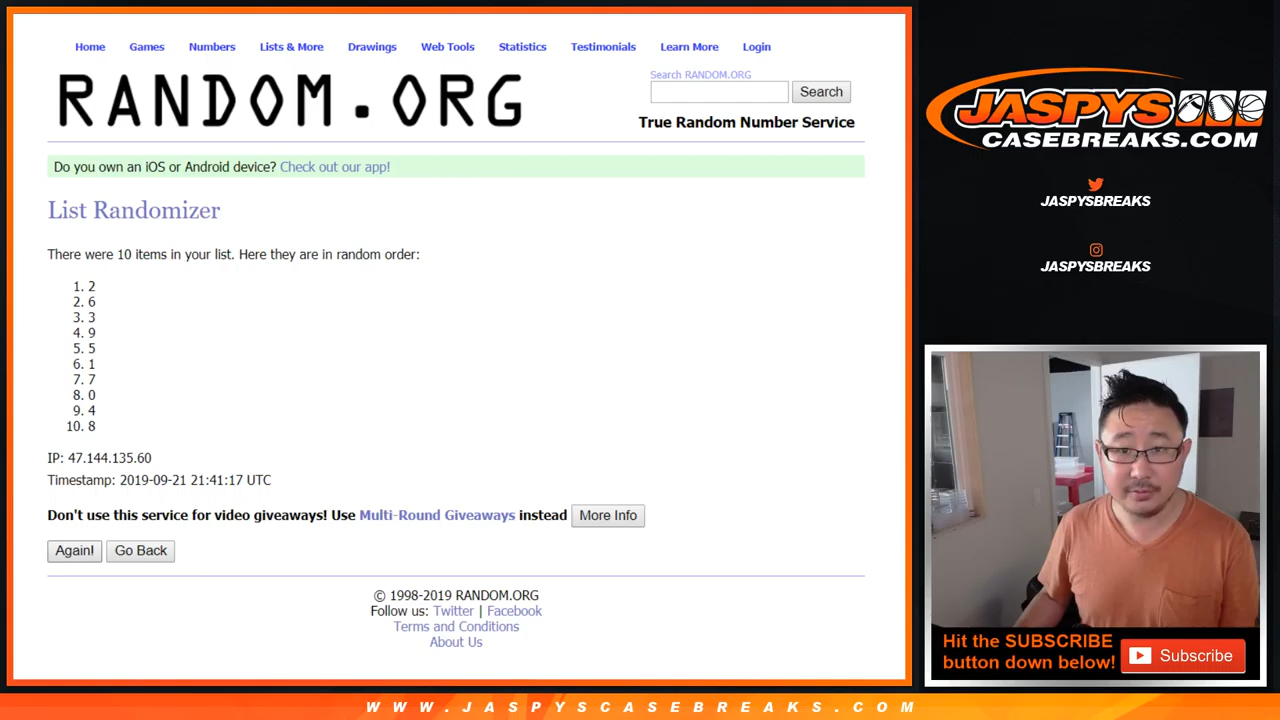 Home Games Numbers Lists & More Drawings Web Tools Statistics Testimonials Learn More Login
RANDOM.ORG
Search RANDOM.ORG
Search
True Random Number Service
Do you own an iOS or Android device? Check out our app!
List Randomizer
There were 10 items in your list. Here they are in random order:
1. 2
2. 6
3. 3
4. 9
5. 5
6. 1
7. 7
8. 0
9. 4
10. 8
IP: 47.144.135.60
Timestamp: 2019-09-21 21:41:17 UTC
Don't use this service for video giveaways! Use Multi-Round Giveaways instead More Info
Again! Go Back
© 1998-2019 RANDOM.ORG
Follow us: Twitter | Facebook
Terms and Conditions
About Us
JASPYS
CASEBREAKS.COM
JASPYSBREAKS
JASPYSBREAKS
Hit the SUBSCRIBE
button down below!
Subscribe
WWW.JASPYSCASEBREAKS.COM